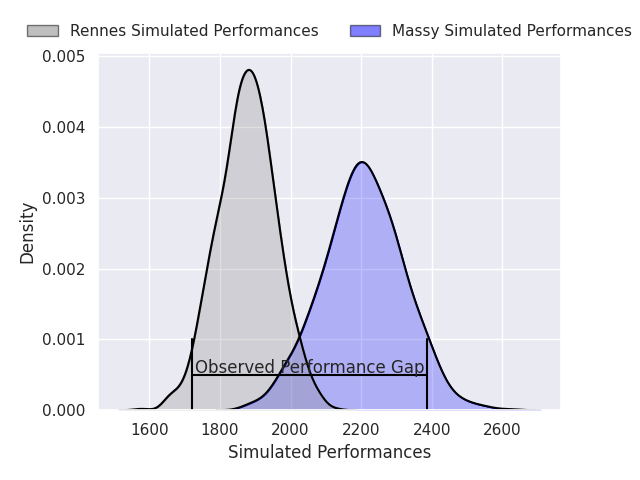 Rennes Simulated Performances Massy Simulated Performances
0.005
0.004
0.003
0.002
0.001
0.000
Density
Observed Performance Gap
1600 1800 2000 2200 2400 2600
Simulated Performances